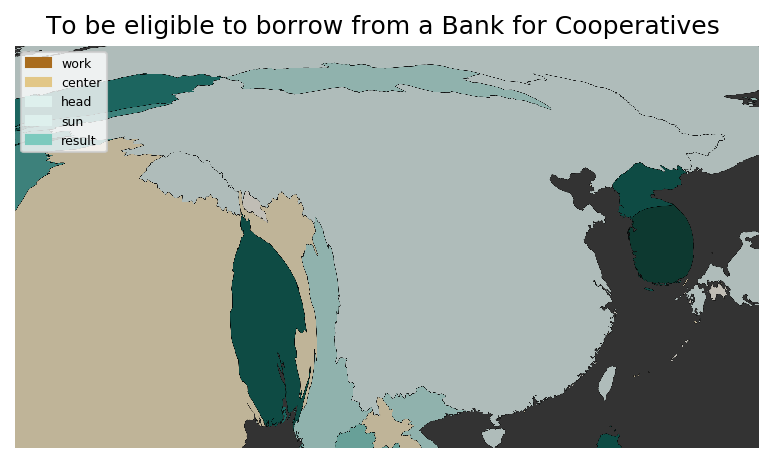 To be eligible to borrow from a Bank for Cooperatives
work
center
head
sun
result